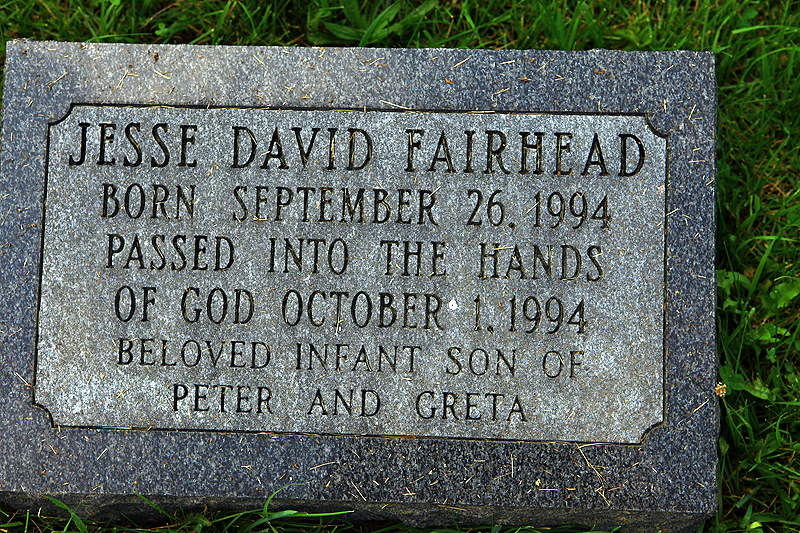 JESSE DAVID FAIRHEAD
BORN SEPTEMBER 26, 1994
PASSED INTO THE HANDS
OF GOD OCTOBER 1, 1994
BELOVED INFANT SON OF
PETER AND GRETA